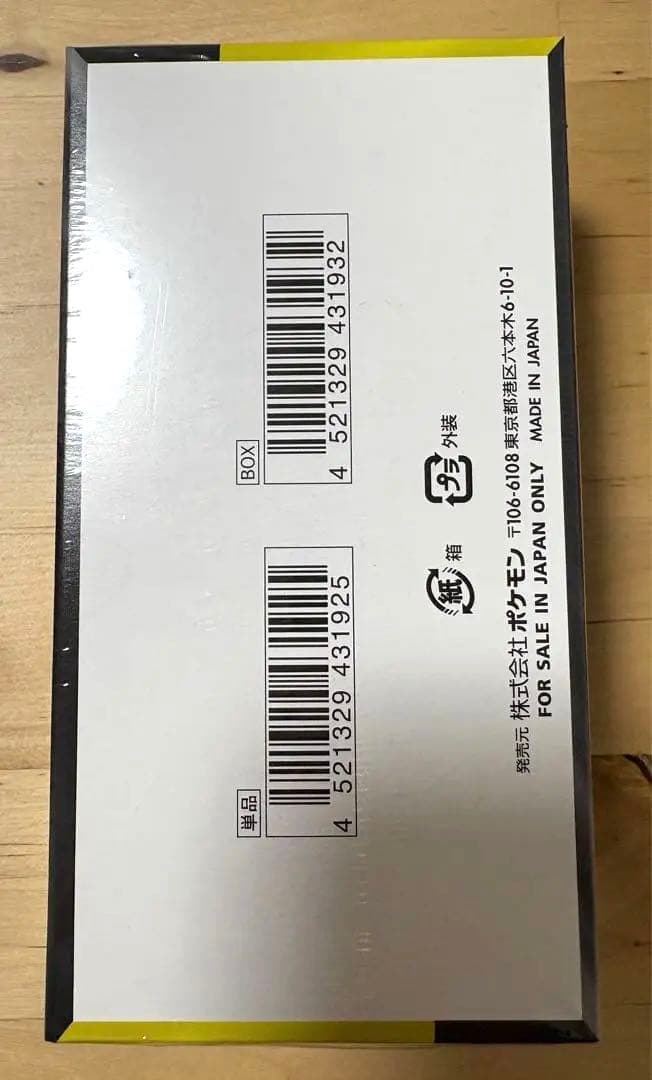 単品
4 521329 431925
BOX
4 521329 431932
紙 箱
プラ 外装
発売元 株式会社ポケモン 〒106-6108 東京都港区六本木6-10-1
FOR SALE IN JAPAN ONLY MADE IN JAPAN